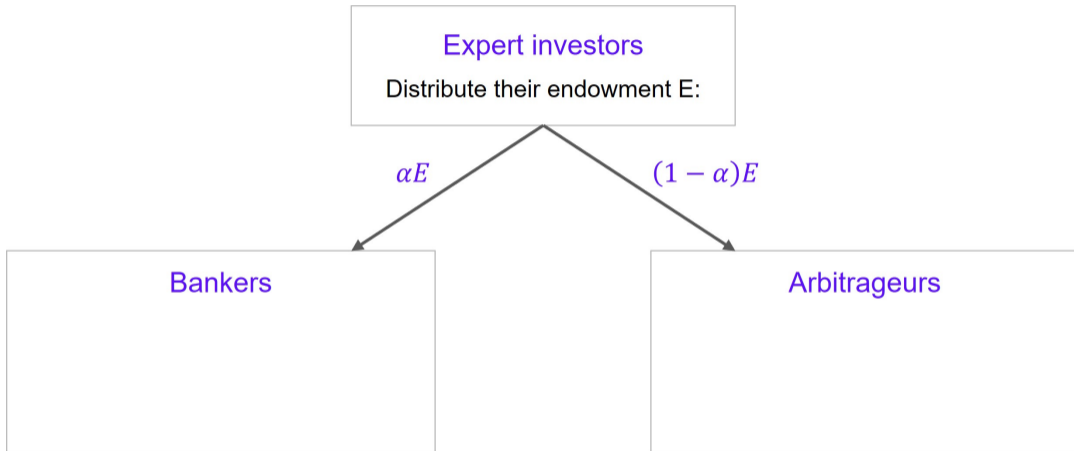 Expert investors
Distribute their endowment E:
αE
(1 − α)E
Bankers
Arbitrageurs